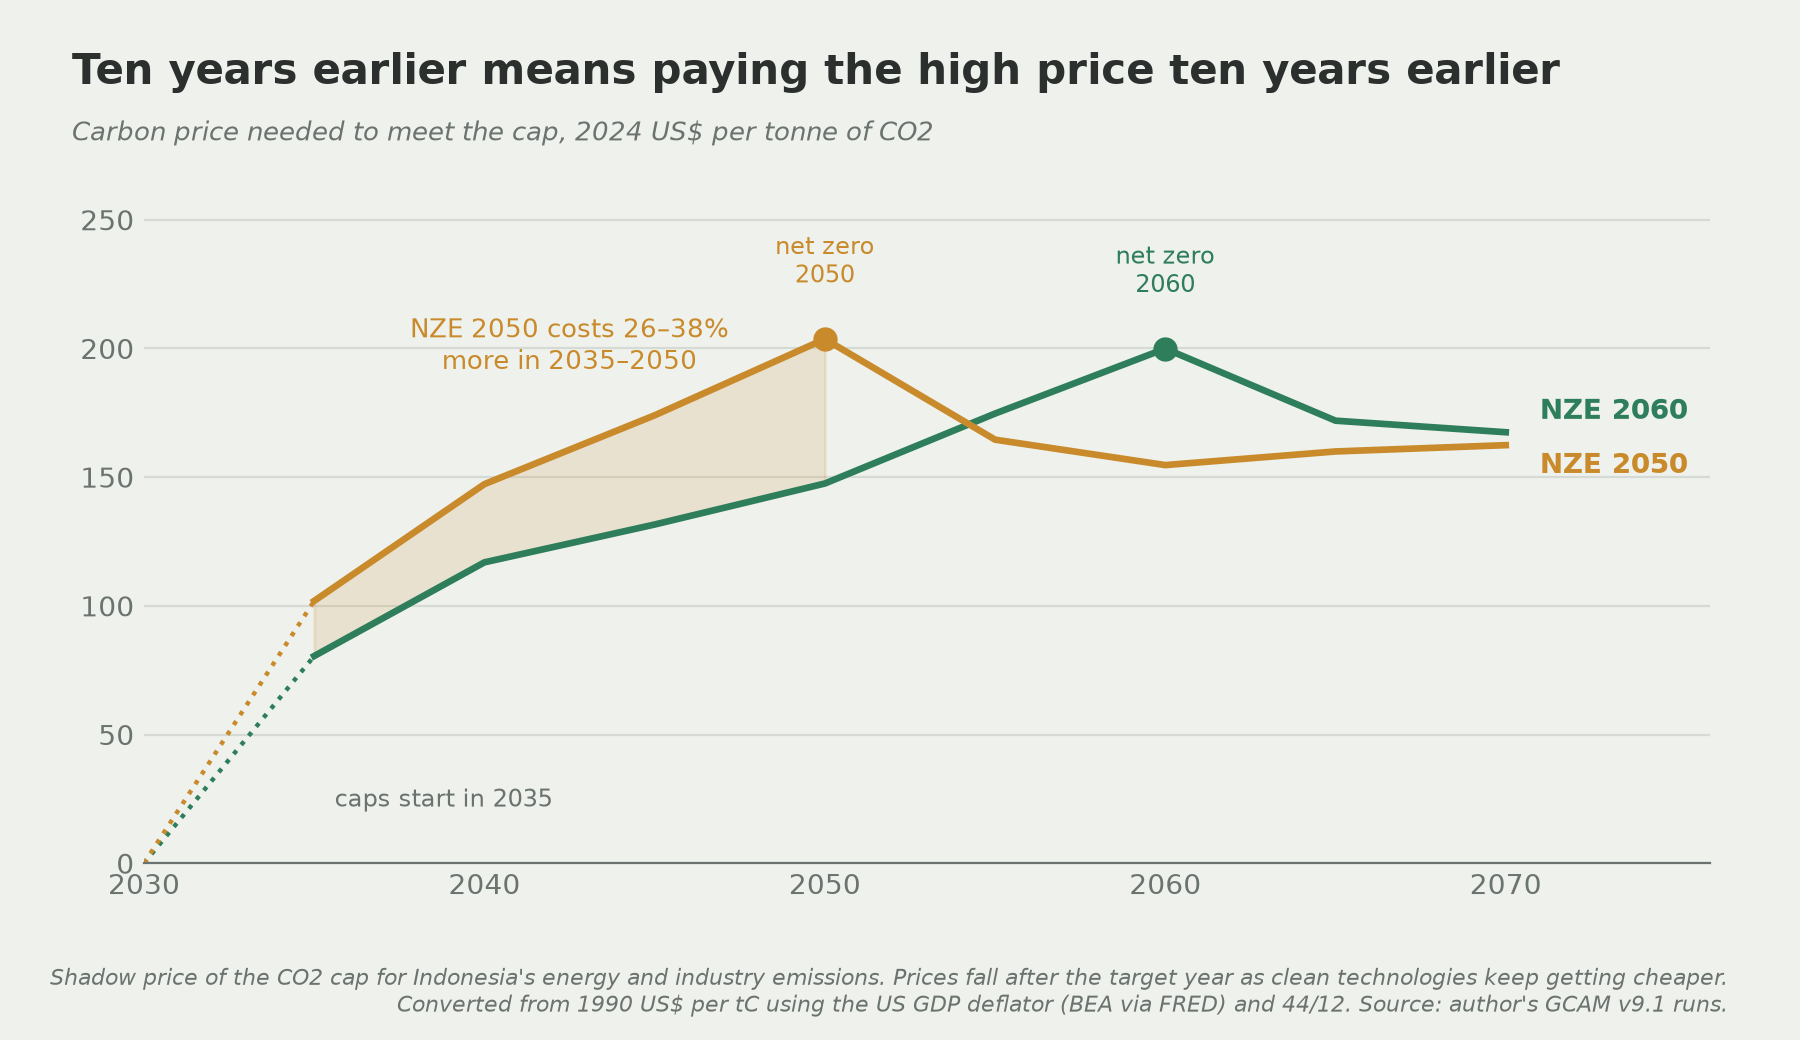 Ten years earlier means paying the high price ten years earlier
Carbon price needed to meet the cap, 2024 US$ per tonne of CO2
250
net zero
2050
net zero
2060
NZE 2050 costs 26–38%
more in 2035–2050
200
NZE 2060
NZE 2050
150
100
50
caps start in 2035
0
2030
2040
2050
2060
2070
Shadow price of the CO2 cap for Indonesia's energy and industry emissions. Prices fall after the target year as clean technologies keep getting cheaper.
Converted from 1990 US$ per tC using the US GDP deflator (BEA via FRED) and 44/12. Source: author's GCAM v9.1 runs.